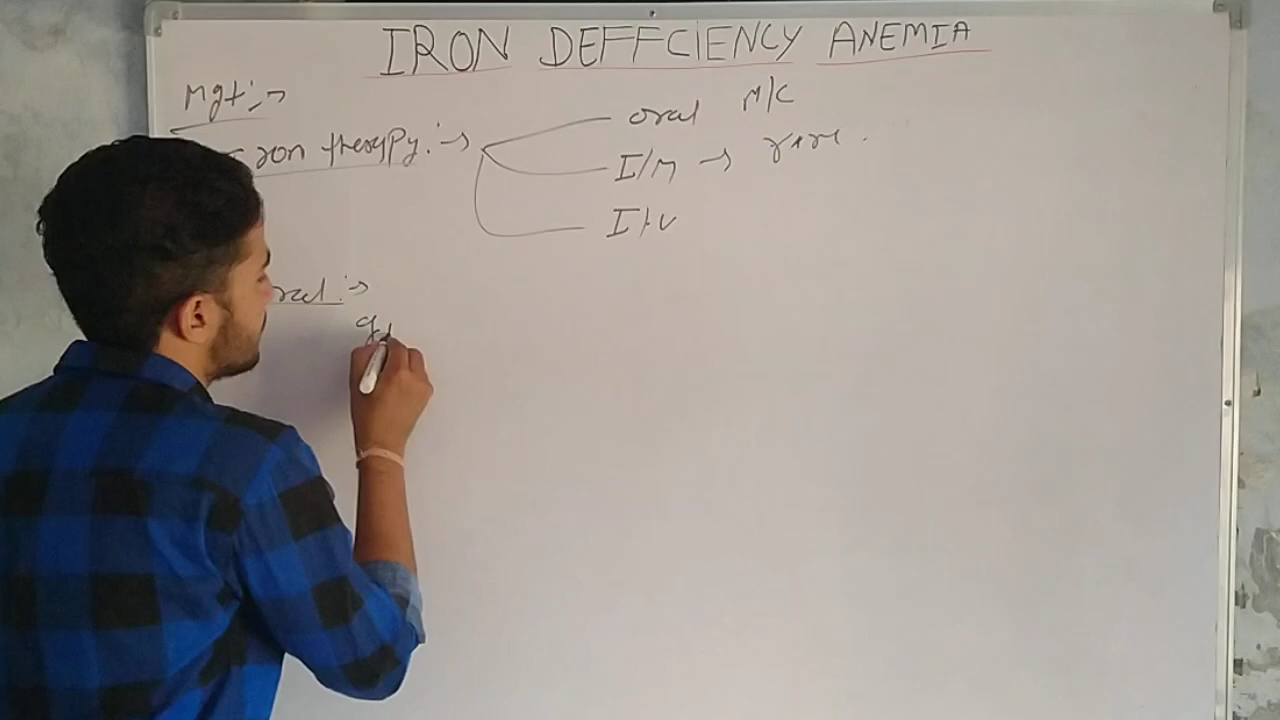 IRON DEFFCIENCY ANEMIA
Mgt :→
Iron therapy :→
oral M/C
I/M → rare.
I/V
oral :→